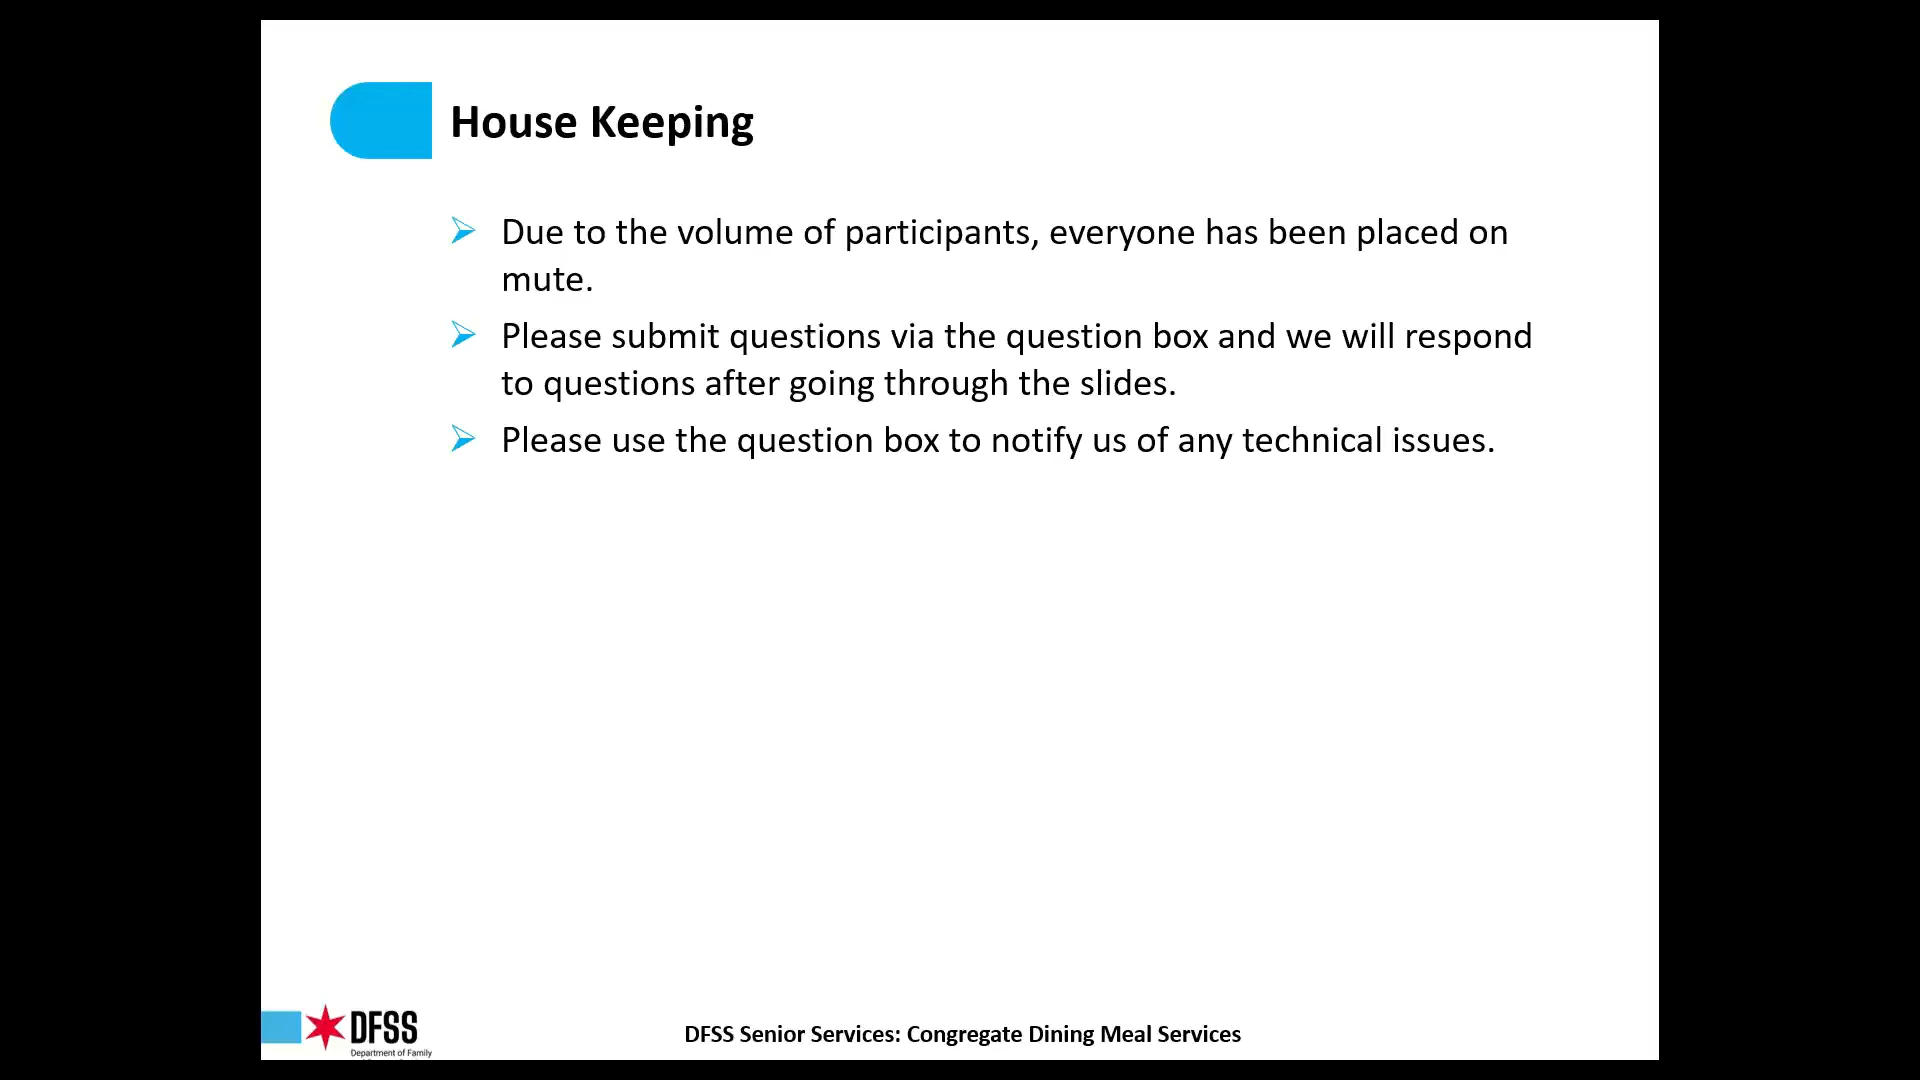 House Keeping
Due to the volume of participants, everyone has been placed on
mute.
Please submit questions via the question box and we will respond
to questions after going through the slides.
Please use the question box to notify us of any technical issues.
DFSS
Department of Family
DFSS Senior Services: Congregate Dining Meal Services